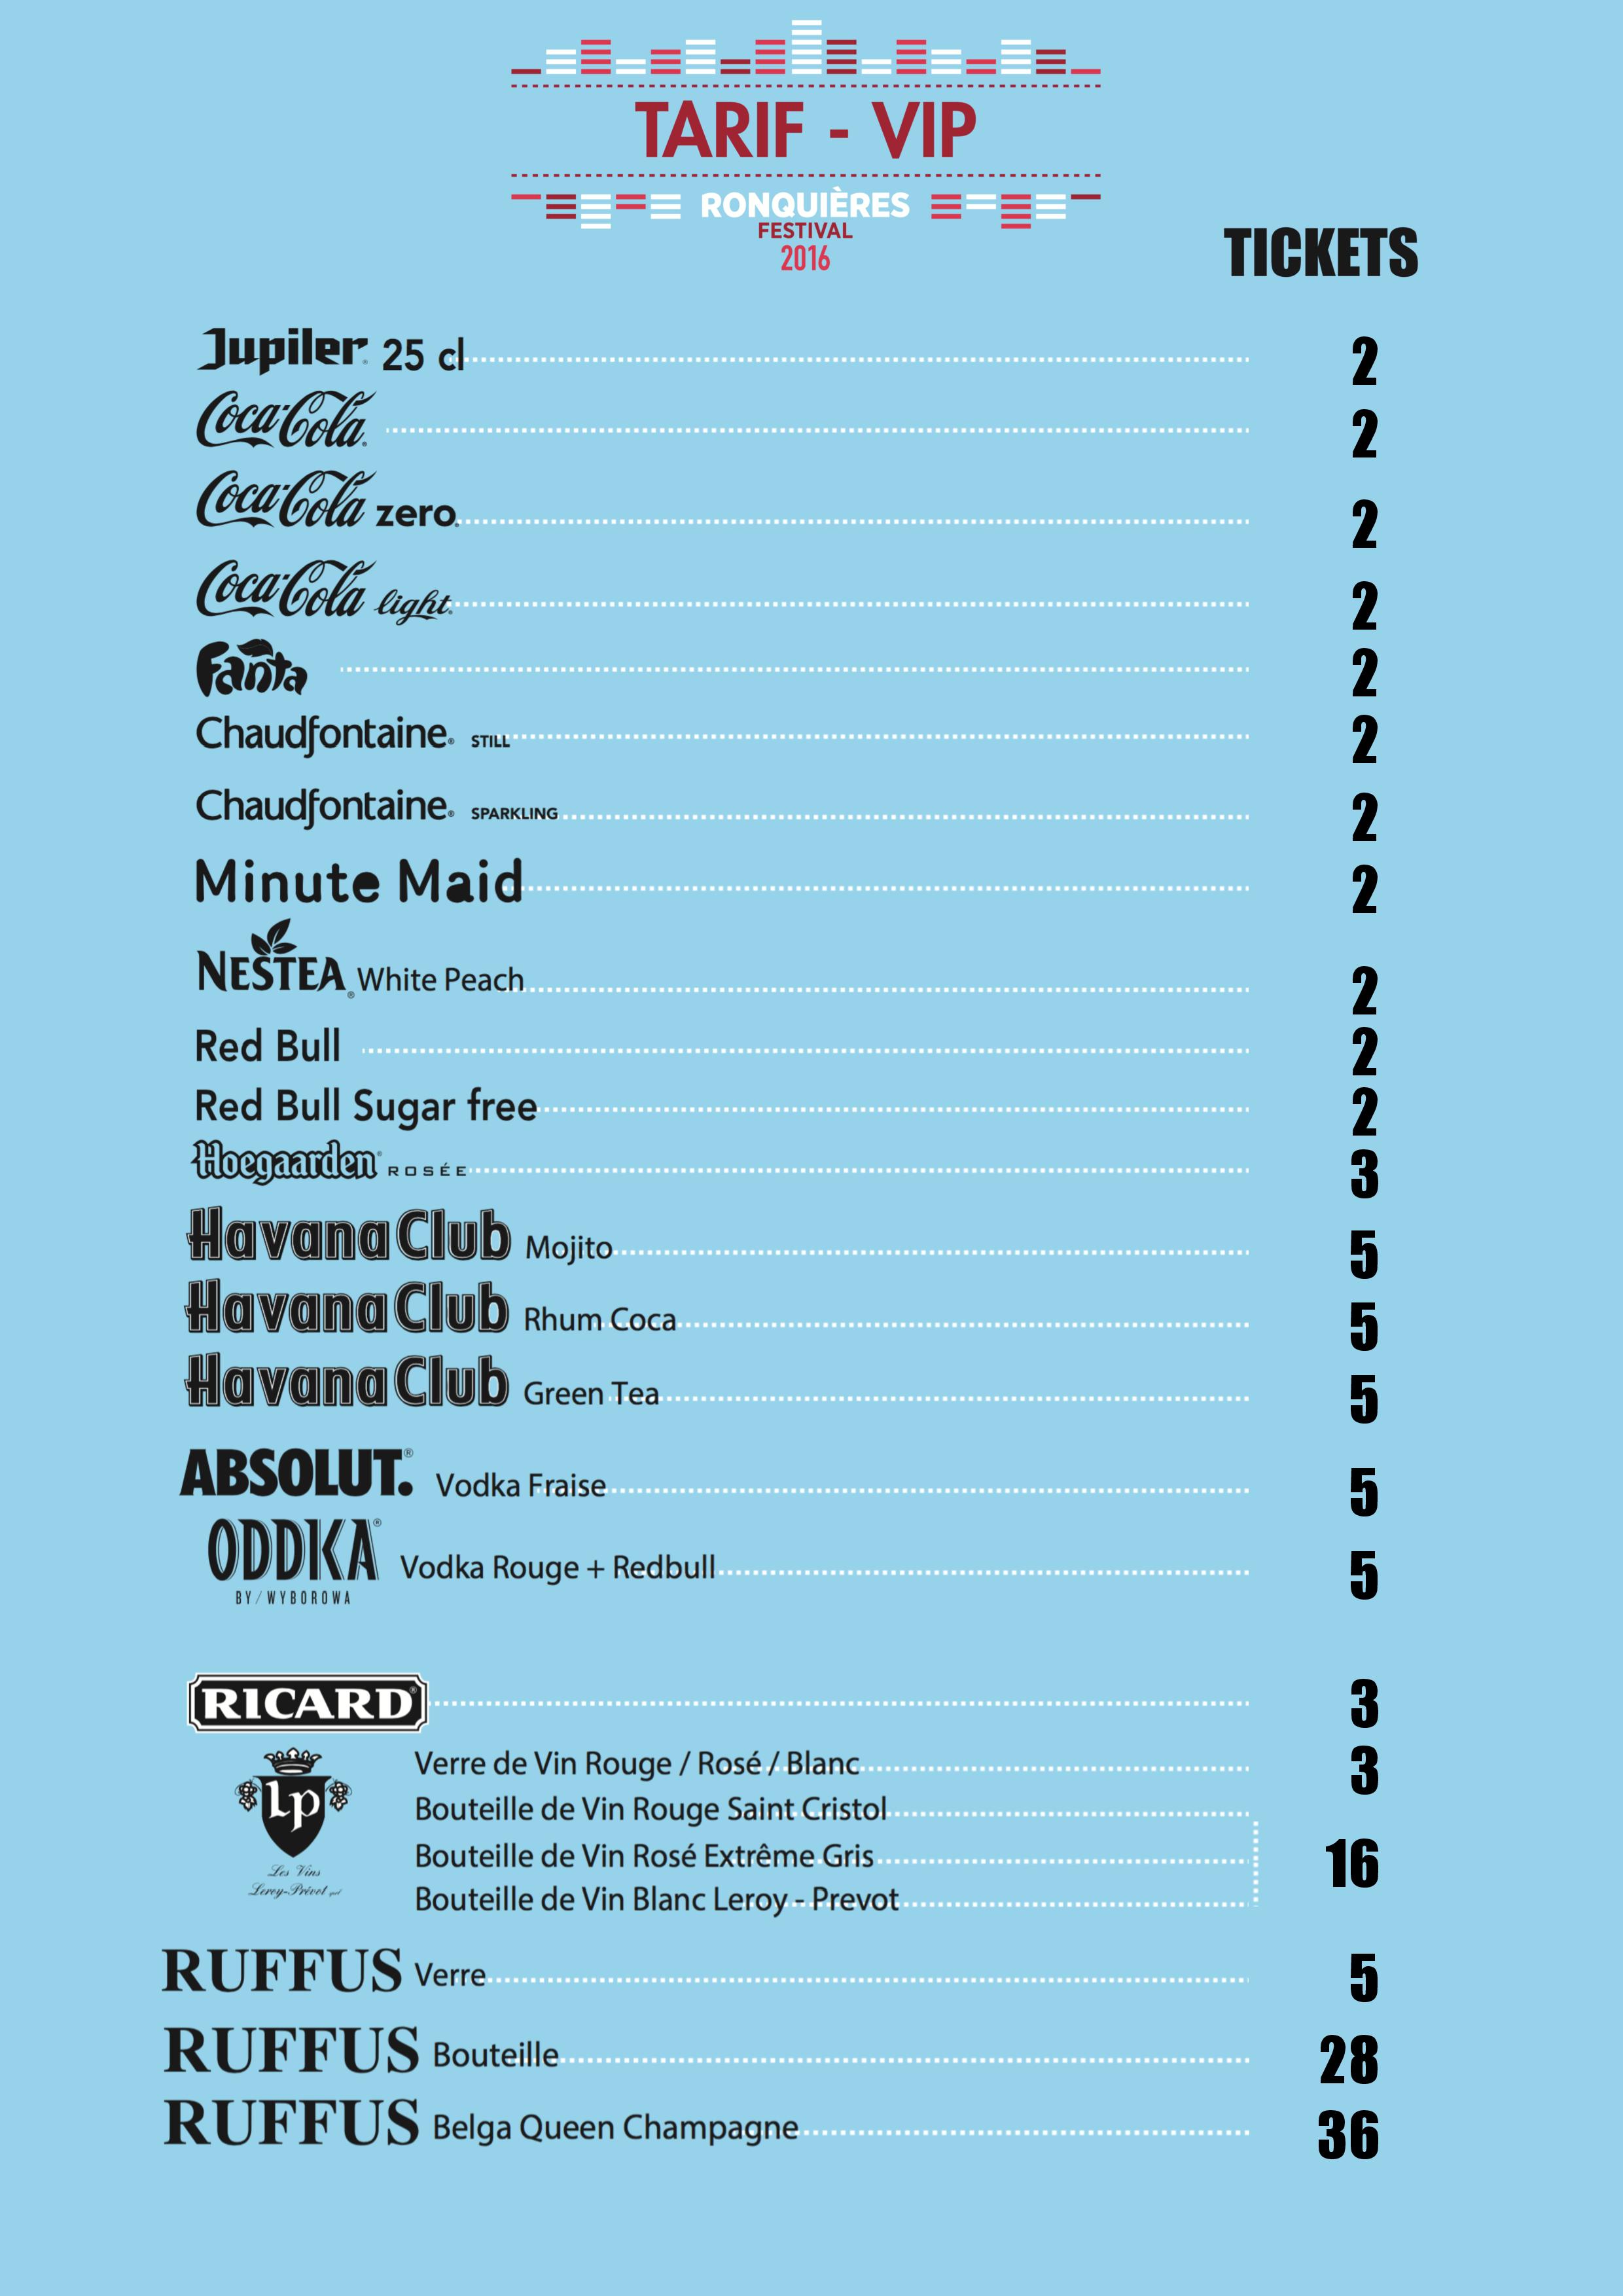 TARIF - VIP
RONQUIÈRES
FESTIVAL
2016
TICKETS
Jupiler 25 cl 2
Coca-Cola 2
Coca-Cola zero 2
Coca-Cola light 2
Fanta 2
Chaudfontaine STILL 2
Chaudfontaine SPARKLING 2
Minute Maid 2
NESTEA White Peach 2
Red Bull 2
Red Bull Sugar free 2
Hoegaarden ROSÉE 3
Havana Club Mojito 5
Havana Club Rhum Coca 5
Havana Club Green Tea 5
ABSOLUT. Vodka Fraise 5
ODDKA Vodka Rouge + Redbull 5
BY/WYBOROWA
RICARD 3
Verre de Vin Rouge / Rosé / Blanc 3
Lp
Bouteille de Vin Rouge Saint Cristol
Bouteille de Vin Rosé Extrême Gris 16
Les Vins
Leroy-Prévot sprl
Bouteille de Vin Blanc Leroy - Prevot
RUFFUS Verre 5
RUFFUS Bouteille 28
RUFFUS Belga Queen Champagne 36